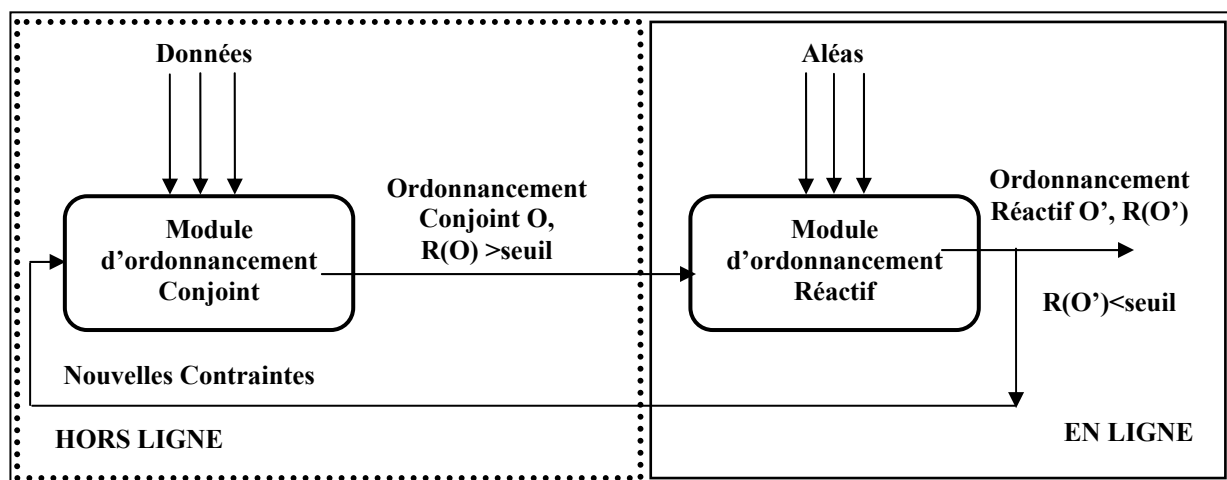 Données
Aléas
Module
d'ordonnancement
Conjoint
Ordonnancement
Conjoint O,
R(O) >seuil
Module
d'ordonnancement
Réactif
Ordonnancement
Réactif O’, R(O’)
R(O’)<seuil
Nouvelles Contraintes
HORS LIGNE
EN LIGNE